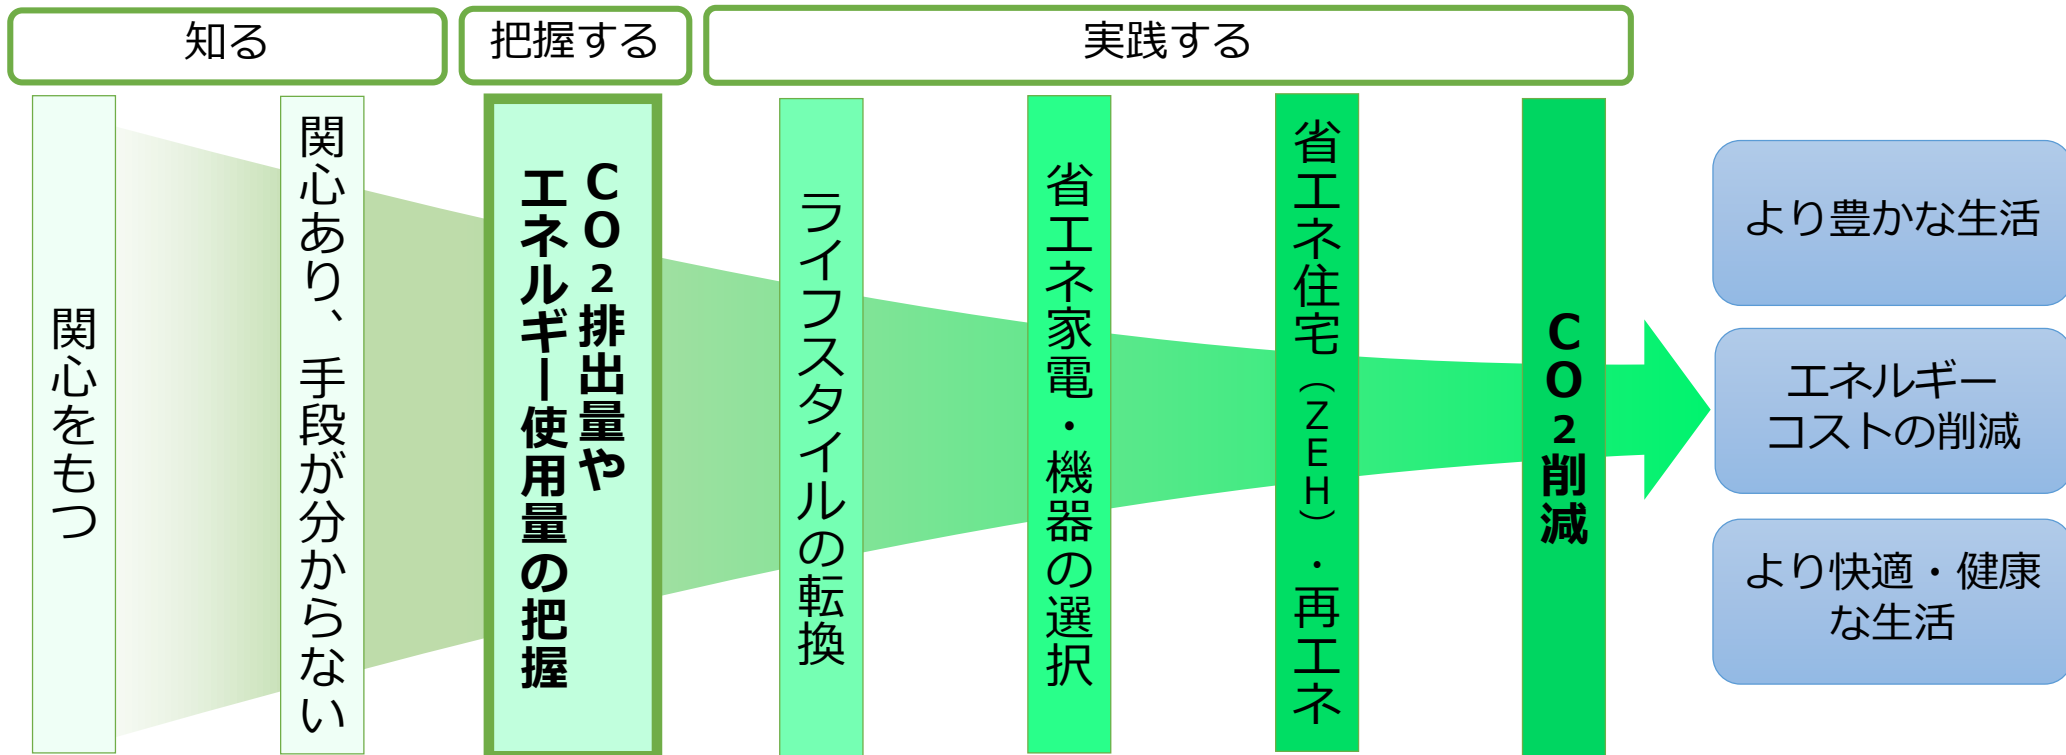 知る
把握する
実践する
関心をもつ
関心あり、手段が分からない
CO2排出量や
エネルギー使用量の把握
ライフスタイルの転換
省エネ家電・機器の選択
省エネ住宅（ZEH）・再エネ
CO2削減
より豊かな生活
エネルギー
コストの削減
より快適・健康
な生活